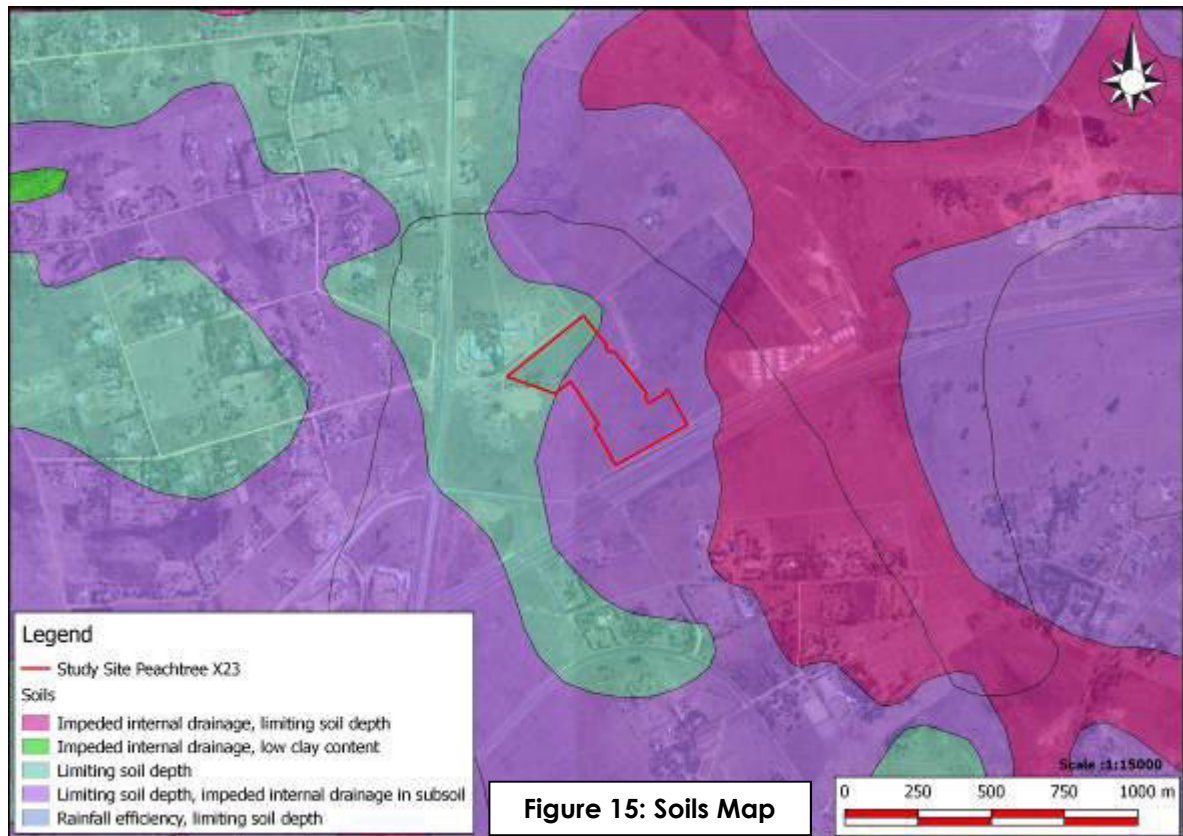 Legend
Study Site Peachtree X23
Soils
Impeded internal drainage, limiting soil depth
Impeded internal drainage, low clay content
Limiting soil depth
Limiting soil depth, impeded internal drainage in subsoil
Rainfall efficiency, limiting soil depth
Figure 15: Soils Map
Scale :1:15000
0 250 500 750 1000 m